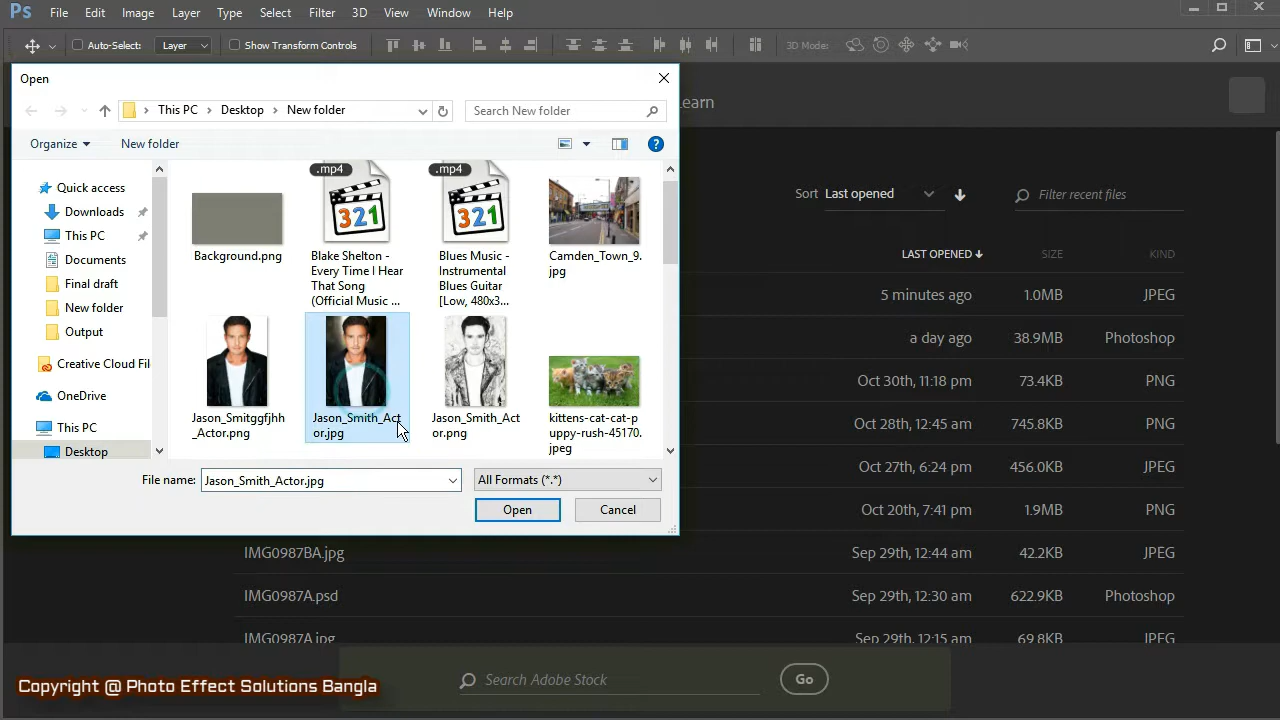 Ps File Edit Image Layer Type Select Filter 3D View Window Help
Auto-Select: Layer Show Transform Controls 3D Mode:
Open
This PC Desktop New folder Search New folder
earn
Organize New folder
Quick access
Downloads
This PC
Documents
Final draft
New folder
Output
Creative Cloud Fil
OneDrive
This PC
Desktop
.mp4
.mp4
321
321
Background.png
Blake Shelton -
Every Time I Hear
That Song
(Official Music ...
Blues Music -
Instrumental
Blues Guitar
[Low, 480x3...
Camden_Town_9.
jpg
Jason_Smitggfjhh
_Actor.png
Jason_Smith_Act
or.jpg
Jason_Smith_Act
or.png
kittens-cat-cat-p
uppy-rush-45170.
jpeg
File name: Jason_Smith_Actor.jpg All Formats (*.*)
Open Cancel
Sort Last opened Filter recent files
LAST OPENED SIZE KIND
5 minutes ago 1.0MB JPEG
a day ago 38.9MB Photoshop
Oct 30th, 11:18 pm 73.4KB PNG
Oct 28th, 12:45 am 745.8KB PNG
Oct 27th, 6:24 pm 456.0KB PNG
Oct 20th, 7:41 pm 1.9MB PNG
IMG0987BA.jpg Sep 29th, 12:44 am 42.2KB JPEG
IMG0987A.psd Sep 29th, 12:30 am 622.9KB Photoshop
IMG0987A.jpg Sep 29th, 12:15 am 69.8KB JPEG
Search Adobe Stock Go
Copyright @ Photo Effect Solutions Bangla